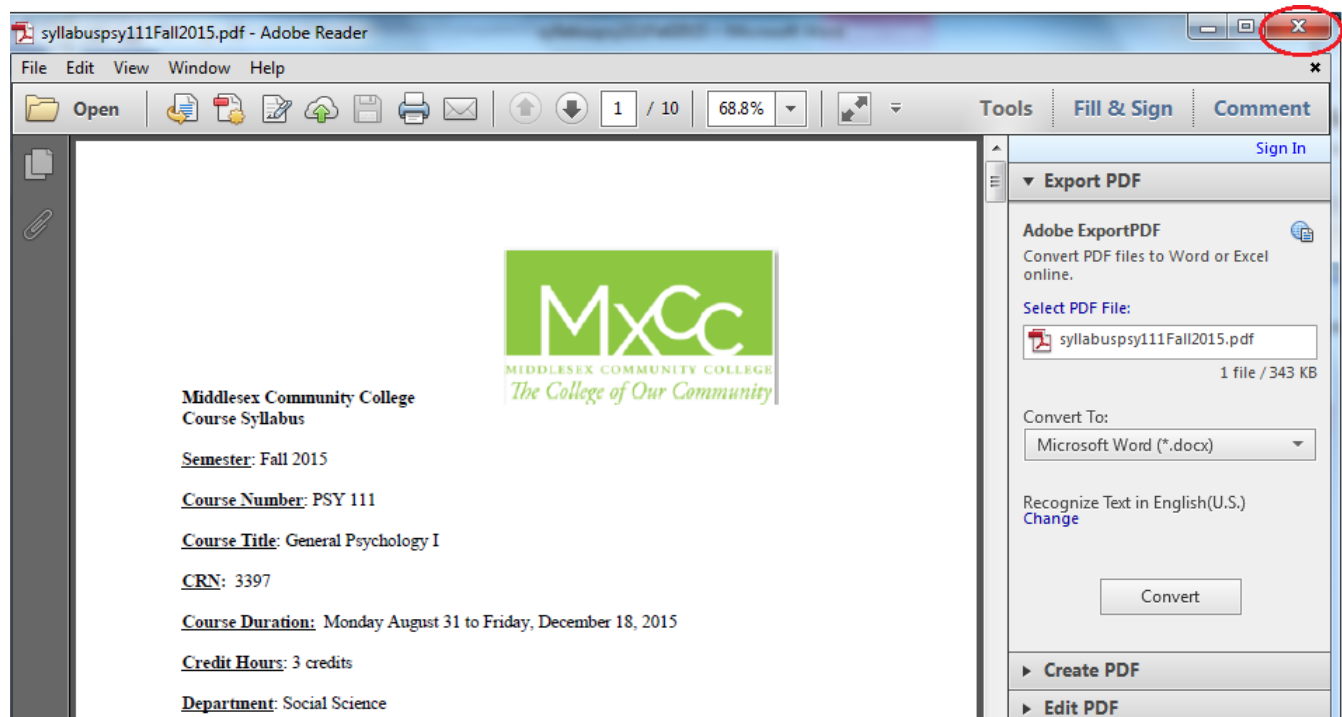 syllabuspsy111Fall2015.pdf - Adobe Reader
File Edit View Window Help
Open 1 / 10 68.8% Tools Fill & Sign Comment
Sign In
Export PDF
Adobe ExportPDF
Convert PDF files to Word or Excel
online.
Select PDF File:
syllabuspsy111Fall2015.pdf
1 file / 343 KB
Convert To:
Microsoft Word (*.docx)
Recognize Text in English(U.S.)
Change
Convert
Create PDF
Edit PDF
MxCC
MIDDLESEX COMMUNITY COLLEGE
The College of Our Community
Middlesex Community College
Course Syllabus
Semester: Fall 2015
Course Number: PSY 111
Course Title: General Psychology I
CRN: 3397
Course Duration: Monday August 31 to Friday, December 18, 2015
Credit Hours: 3 credits
Department: Social Science